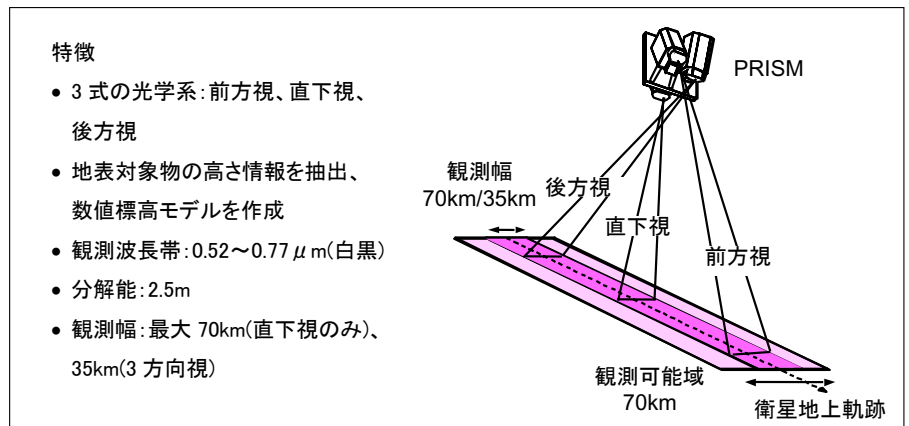 特徴
• 3 式の光学系:前方視、直下視、
後方視
• 地表対象物の高さ情報を抽出、
数値標高モデルを作成
• 観測波長帯:0.52～0.77μm(白黒)
• 分解能:2.5m
• 観測幅:最大 70km(直下視のみ)、
35km(3 方向視)
PRISM
観測幅
70km/35km
後方視
直下視
前方視
観測可能域
70km
衛星地上軌跡